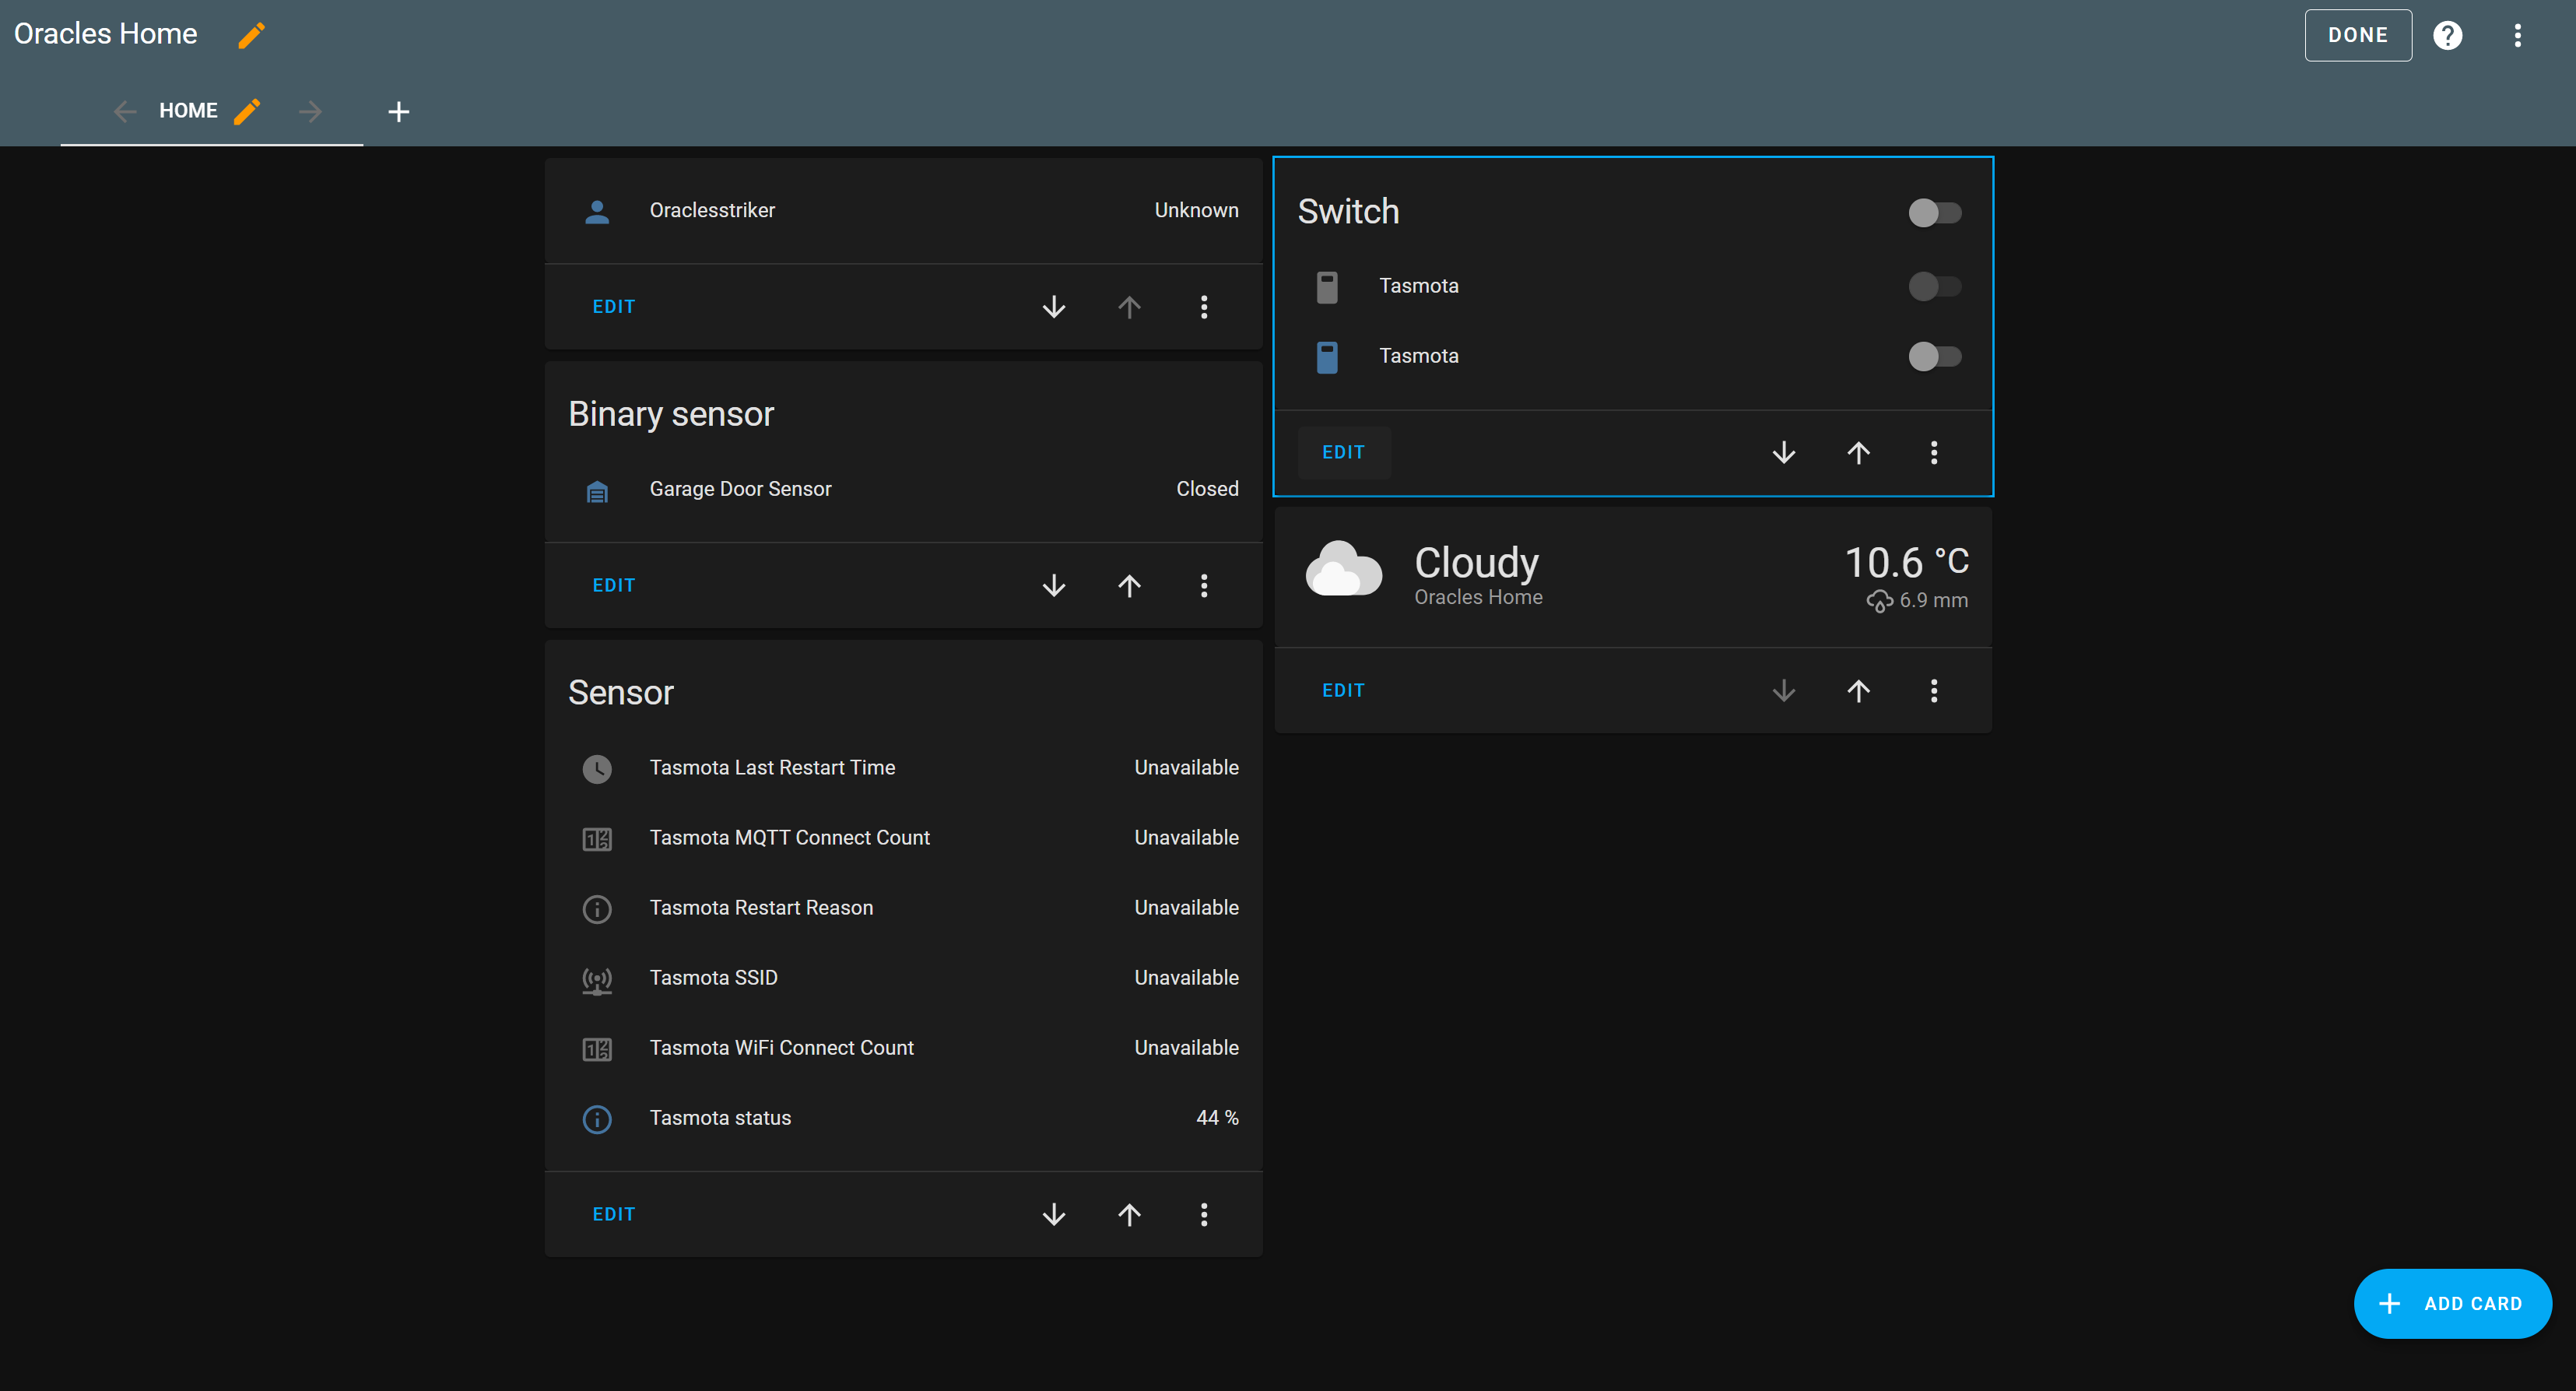 Oracles Home
DONE
HOME
Oraclesstriker Unknown
EDIT
Binary sensor
Garage Door Sensor Closed
EDIT
Sensor
Tasmota Last Restart Time Unavailable
Tasmota MQTT Connect Count Unavailable
Tasmota Restart Reason Unavailable
Tasmota SSID Unavailable
Tasmota WiFi Connect Count Unavailable
Tasmota status 44 %
EDIT
Switch
Tasmota
Tasmota
EDIT
Cloudy 10.6 °C
Oracles Home 6.9 mm
EDIT
ADD CARD